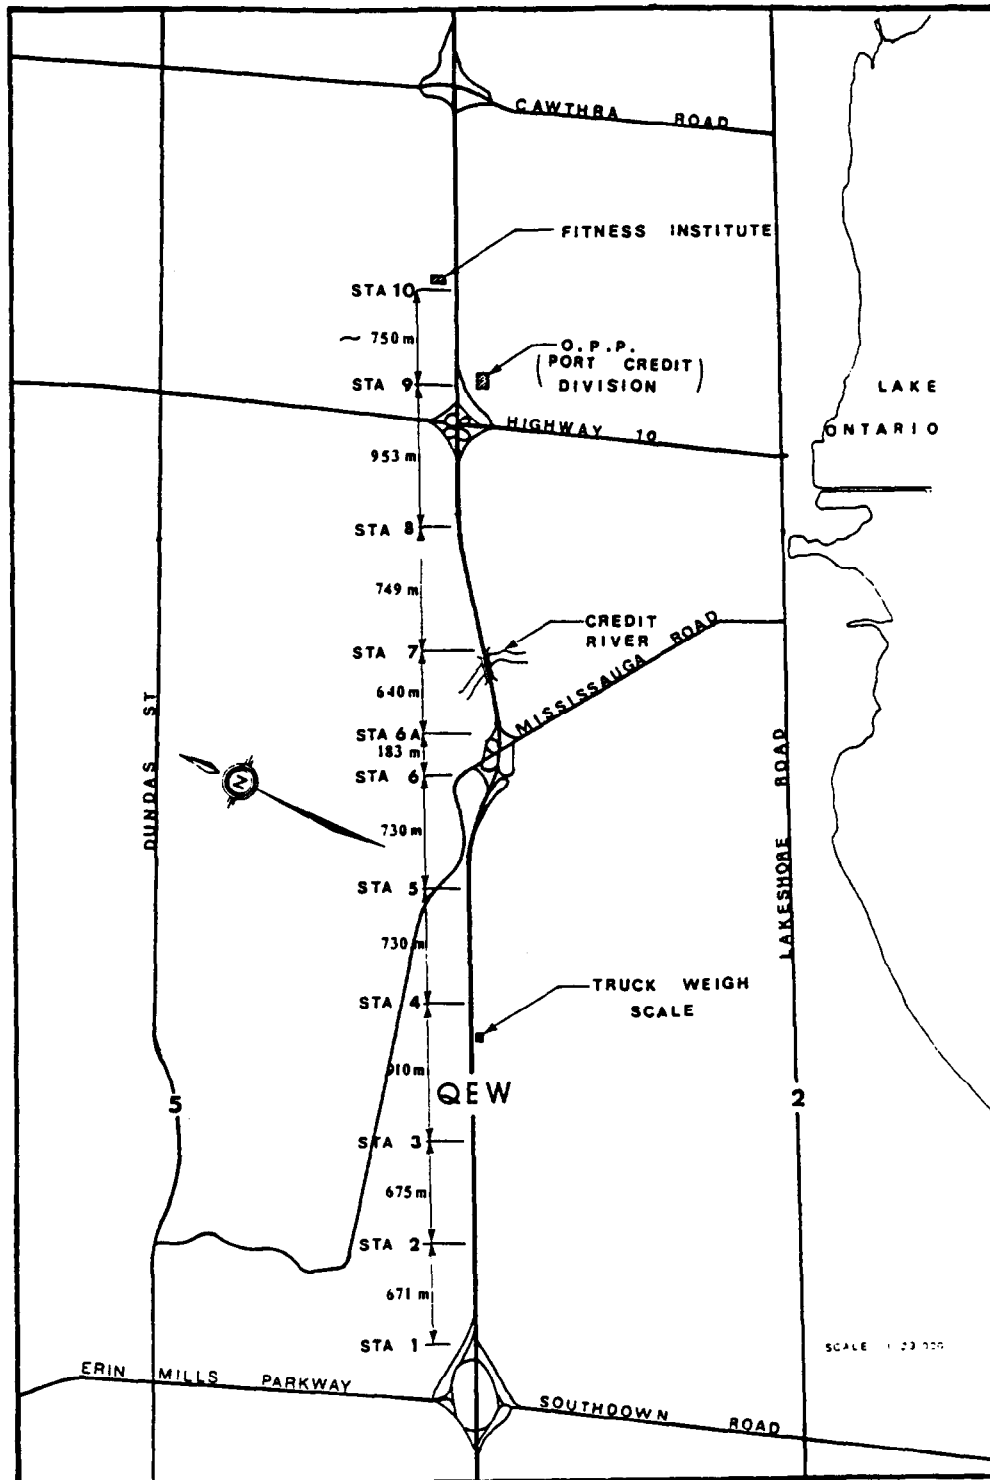 CAWTHRA ROAD
FITNESS INSTITUTE
STA 10
~ 750 m
O.P.P.
(PORT CREDIT)
DIVISION
STA 9
LAKE
ONTARIO
HIGHWAY 10
953 m
STA 8
749 m
CREDIT
RIVER
STA 7
MISSISSAUGA ROAD
640 m
STA 6A
183 m
STA 6
N
DUNDAS ST
LAKESHORE ROAD
730 m
STA 5
730 m
STA 4
TRUCK WEIGH
SCALE
910 m
QEW
5
2
STA 3
675 m
STA 2
671 m
STA 1
SCALE
ERIN MILLS PARKWAY
SOUTHDOWN ROAD